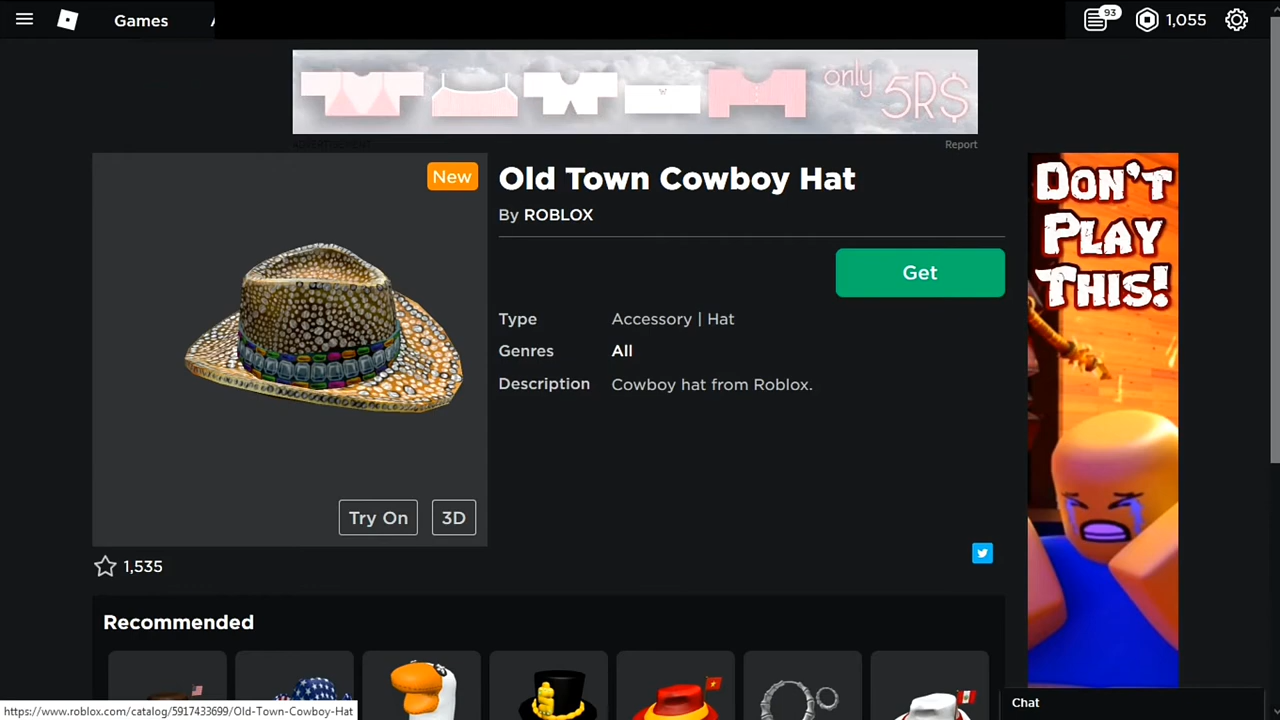 Games
93
1,055
only
5R$
ADVERTISEMENT
Report
New
Old Town Cowboy Hat
By ROBLOX
Get
Type
Accessory | Hat
Genres
All
Description
Cowboy hat from Roblox.
Try On
3D
1,535
DON'T
PLAY
THIS!
Recommended
Chat
https://www.roblox.com/catalog/5917433699/Old-Town-Cowboy-Hat